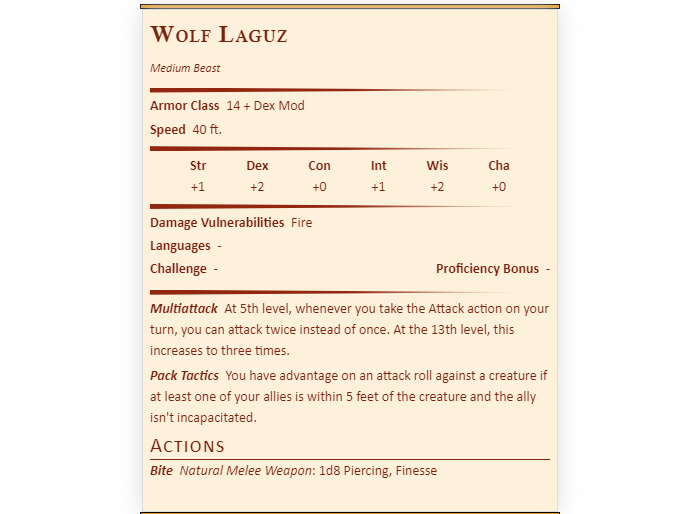 Wolf Laguz
Medium Beast
Armor Class 14 + Dex Mod
Speed 40 ft.
Str Dex Con Int Wis Cha
+1 +2 +0 +1 +2 +0
Damage Vulnerabilities Fire
Languages -
Challenge - Proficiency Bonus -
Multiattack At 5th level, whenever you take the Attack action on your
turn, you can attack twice instead of once. At the 13th level, this
increases to three times.
Pack Tactics You have advantage on an attack roll against a creature if
at least one of your allies is within 5 feet of the creature and the ally
isn't incapacitated.
Actions
Bite Natural Melee Weapon: 1d8 Piercing, Finesse